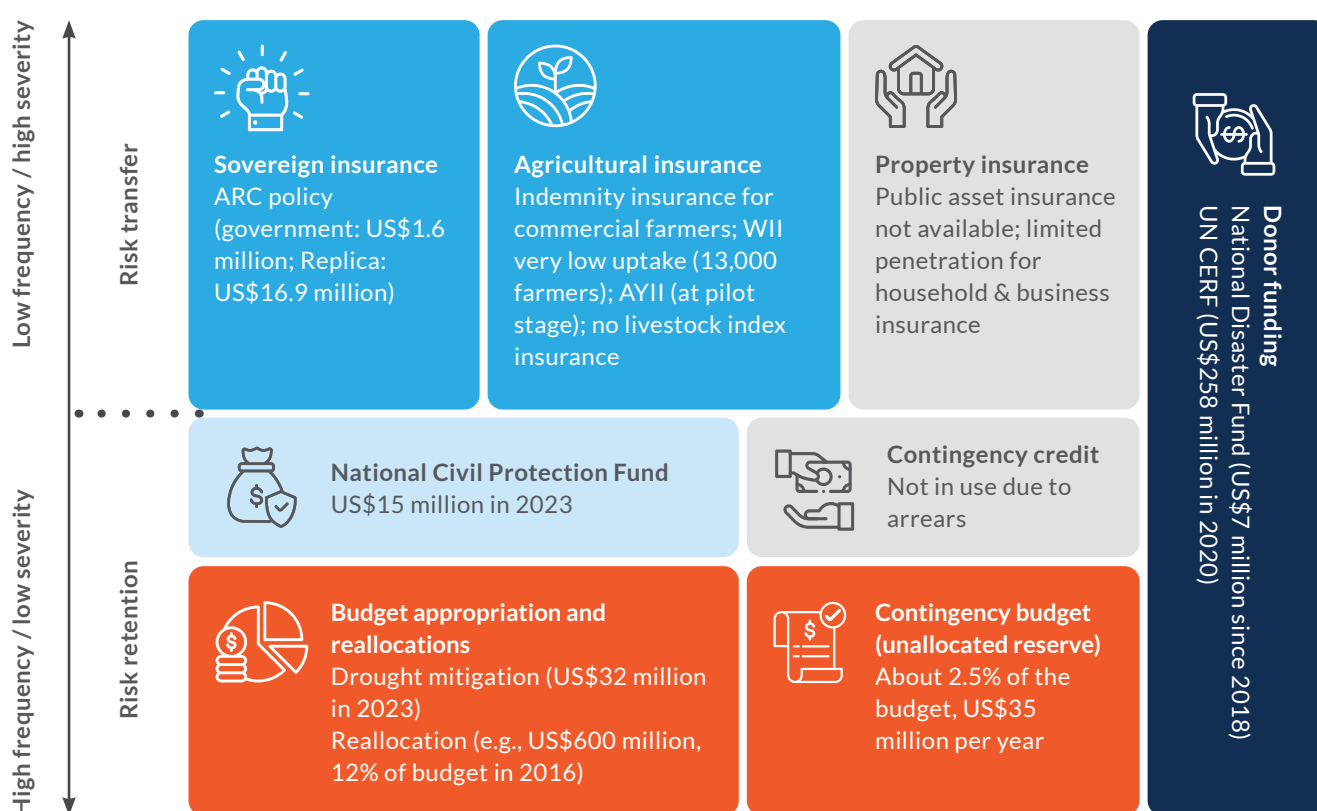 Low frequency / high severity
Risk transfer
Sovereign insurance
ARC policy
(government: US$1.6
million; Replica:
US$16.9 million)
Agricultural insurance
Indemnity insurance for
commercial farmers; WII
very low uptake (13,000
farmers); AYII (at pilot
stage); no livestock index
insurance
Property insurance
Public asset insurance
not available; limited
penetration for
household & business
insurance
$
Donor funding
National Disaster Fund (US$7 million since 2018)
UN CERF (US$258 million in 2020)
High frequency / low severity
Risk retention
$
National Civil Protection Fund
US$15 million in 2023
Contingency credit
Not in use due to
arrears
$
Budget appropriation and
reallocations
Drought mitigation (US$32 million
in 2023)
Reallocation (e.g., US$600 million,
12% of budget in 2016)
$
Contingency budget
(unallocated reserve)
About 2.5% of the
budget, US$35
million per year